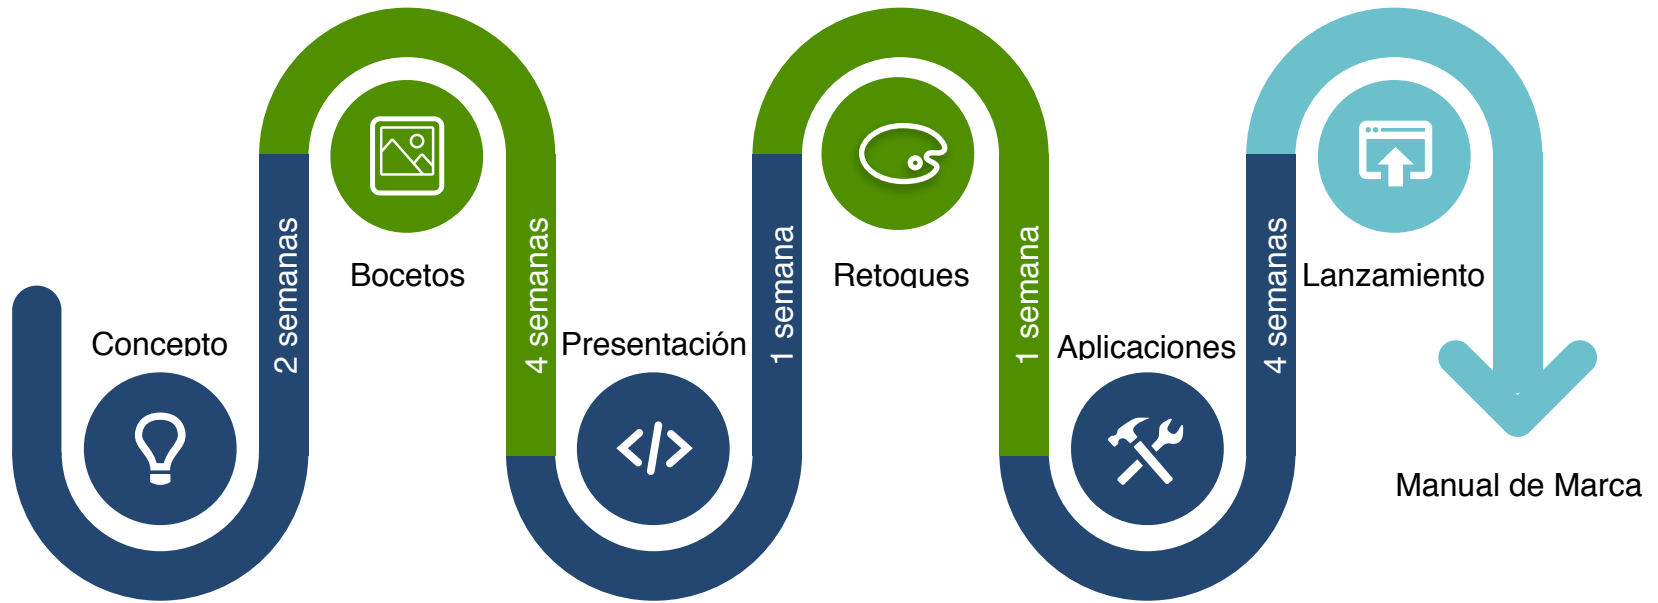 Concepto
2 semanas
Bocetos
4 semanas
Presentación
1 semana
Retoques
1 semana
Aplicaciones
4 semanas
Lanzamiento
Manual de Marca